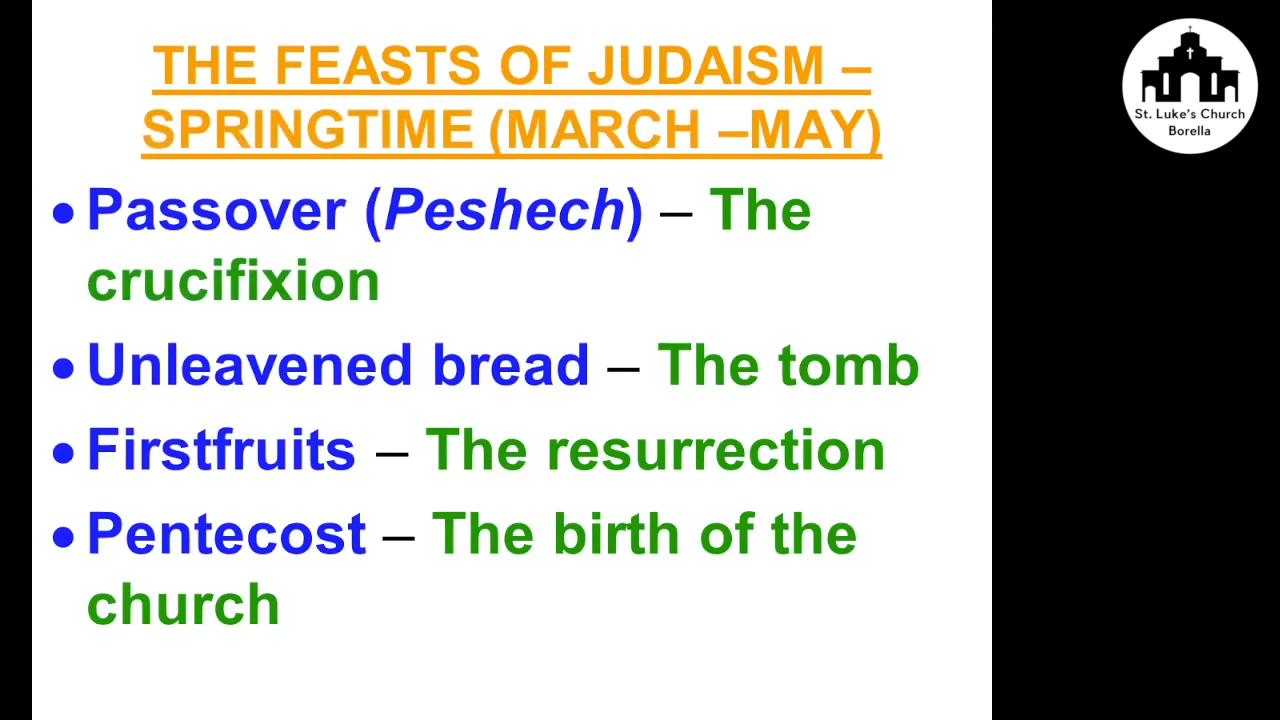 THE FEASTS OF JUDAISM –
SPRINGTIME (MARCH –MAY)
•Passover (Peshech) – The
crucifixion
•Unleavened bread – The tomb
•Firstfruits – The resurrection
•Pentecost – The birth of the
church
St. Luke's Church
Borella